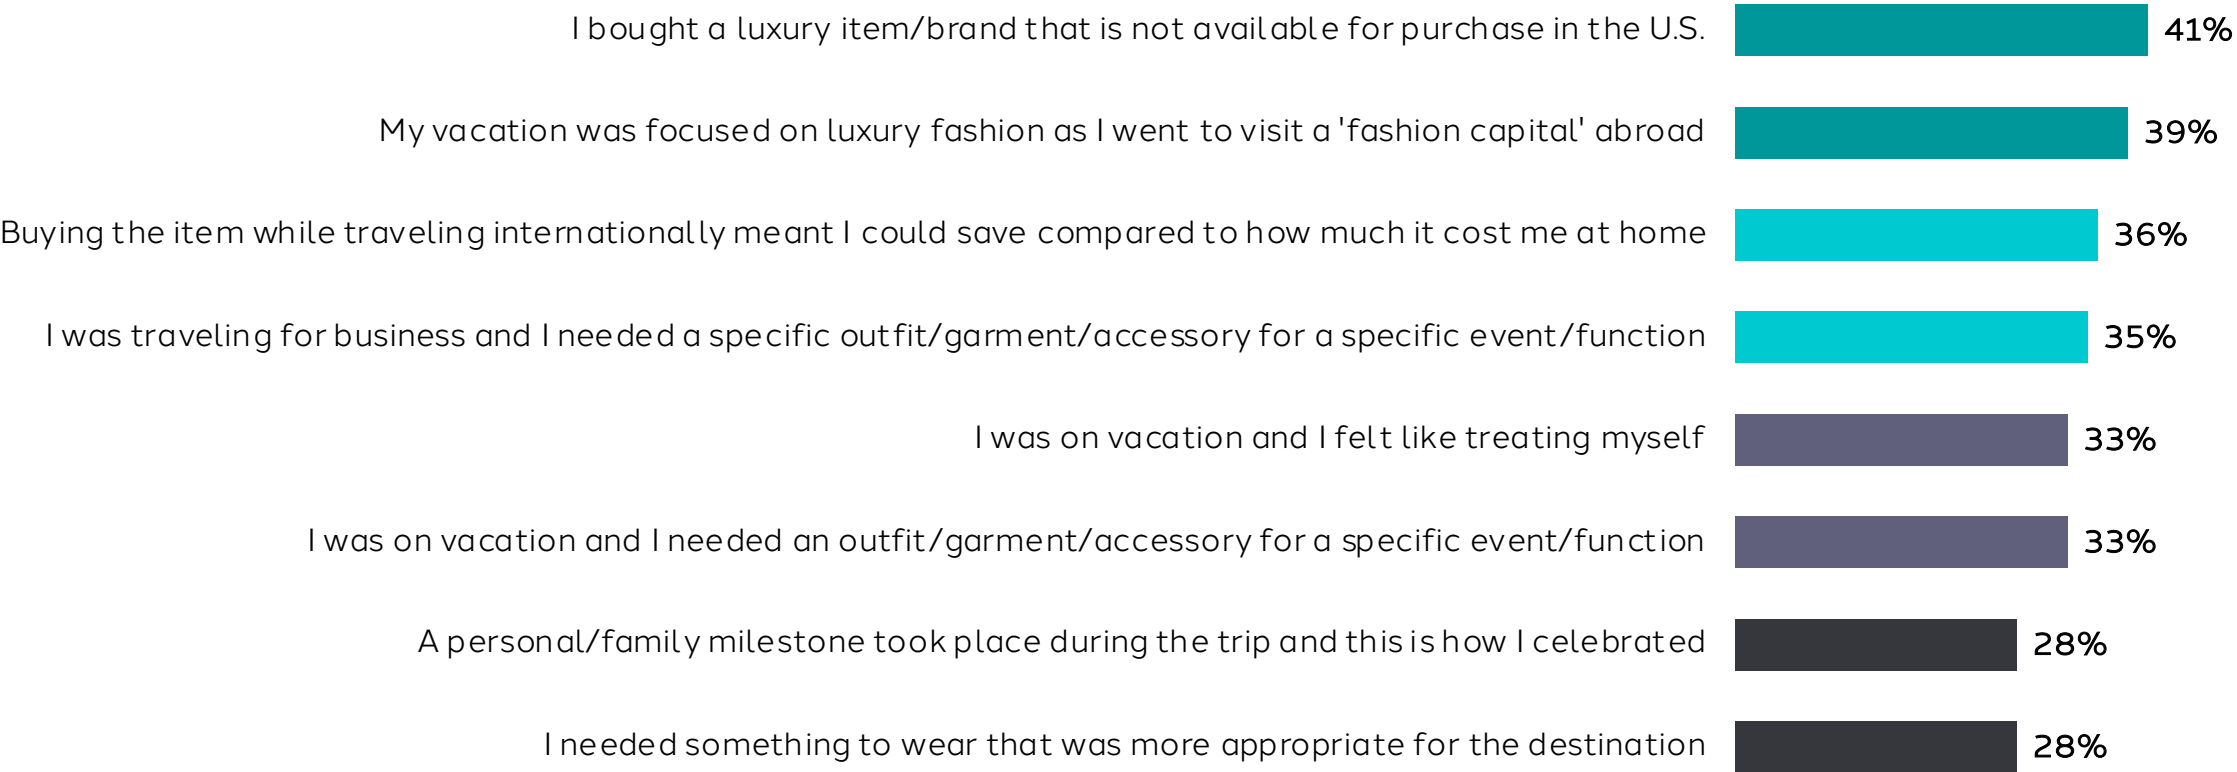 I bought a luxury item/brand that is not available for purchase in the U.S. 41%
My vacation was focused on luxury fashion as I went to visit a 'fashion capital' abroad 39%
Buying the item while traveling internationally meant I could save compared to how much it cost me at home 36%
I was traveling for business and I needed a specific outfit/garment/accessory for a specific event/function 35%
I was on vacation and I felt like treating myself 33%
I was on vacation and I needed an outfit/garment/accessory for a specific event/function 33%
A personal/family milestone took place during the trip and this is how I celebrated 28%
I needed something to wear that was more appropriate for the destination 28%